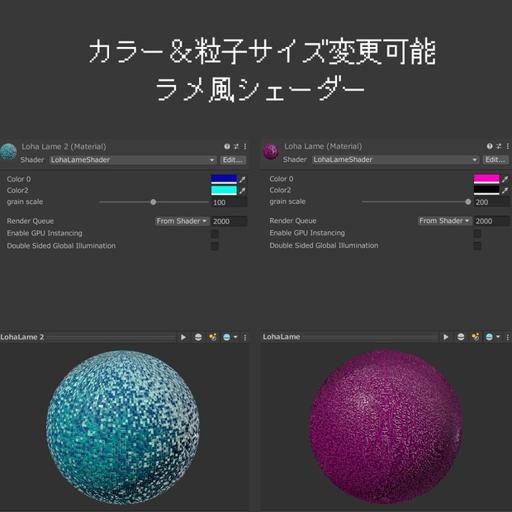 カラー＆粒子サイズ変更可能
ラメ風シェーダー
Loha Lame 2 (Material)
Shader LohaLameShader Edit...
Color 0
Color2
grain scale 100
Render Queue From Shader 2000
Enable GPU Instancing
Double Sided Global Illumination
Loha Lame (Material)
Shader LohaLameShader Edit...
Color 0
Color2
grain scale 200
Render Queue From Shader 2000
Enable GPU Instancing
Double Sided Global Illumination
LohaLame 2
LohaLame